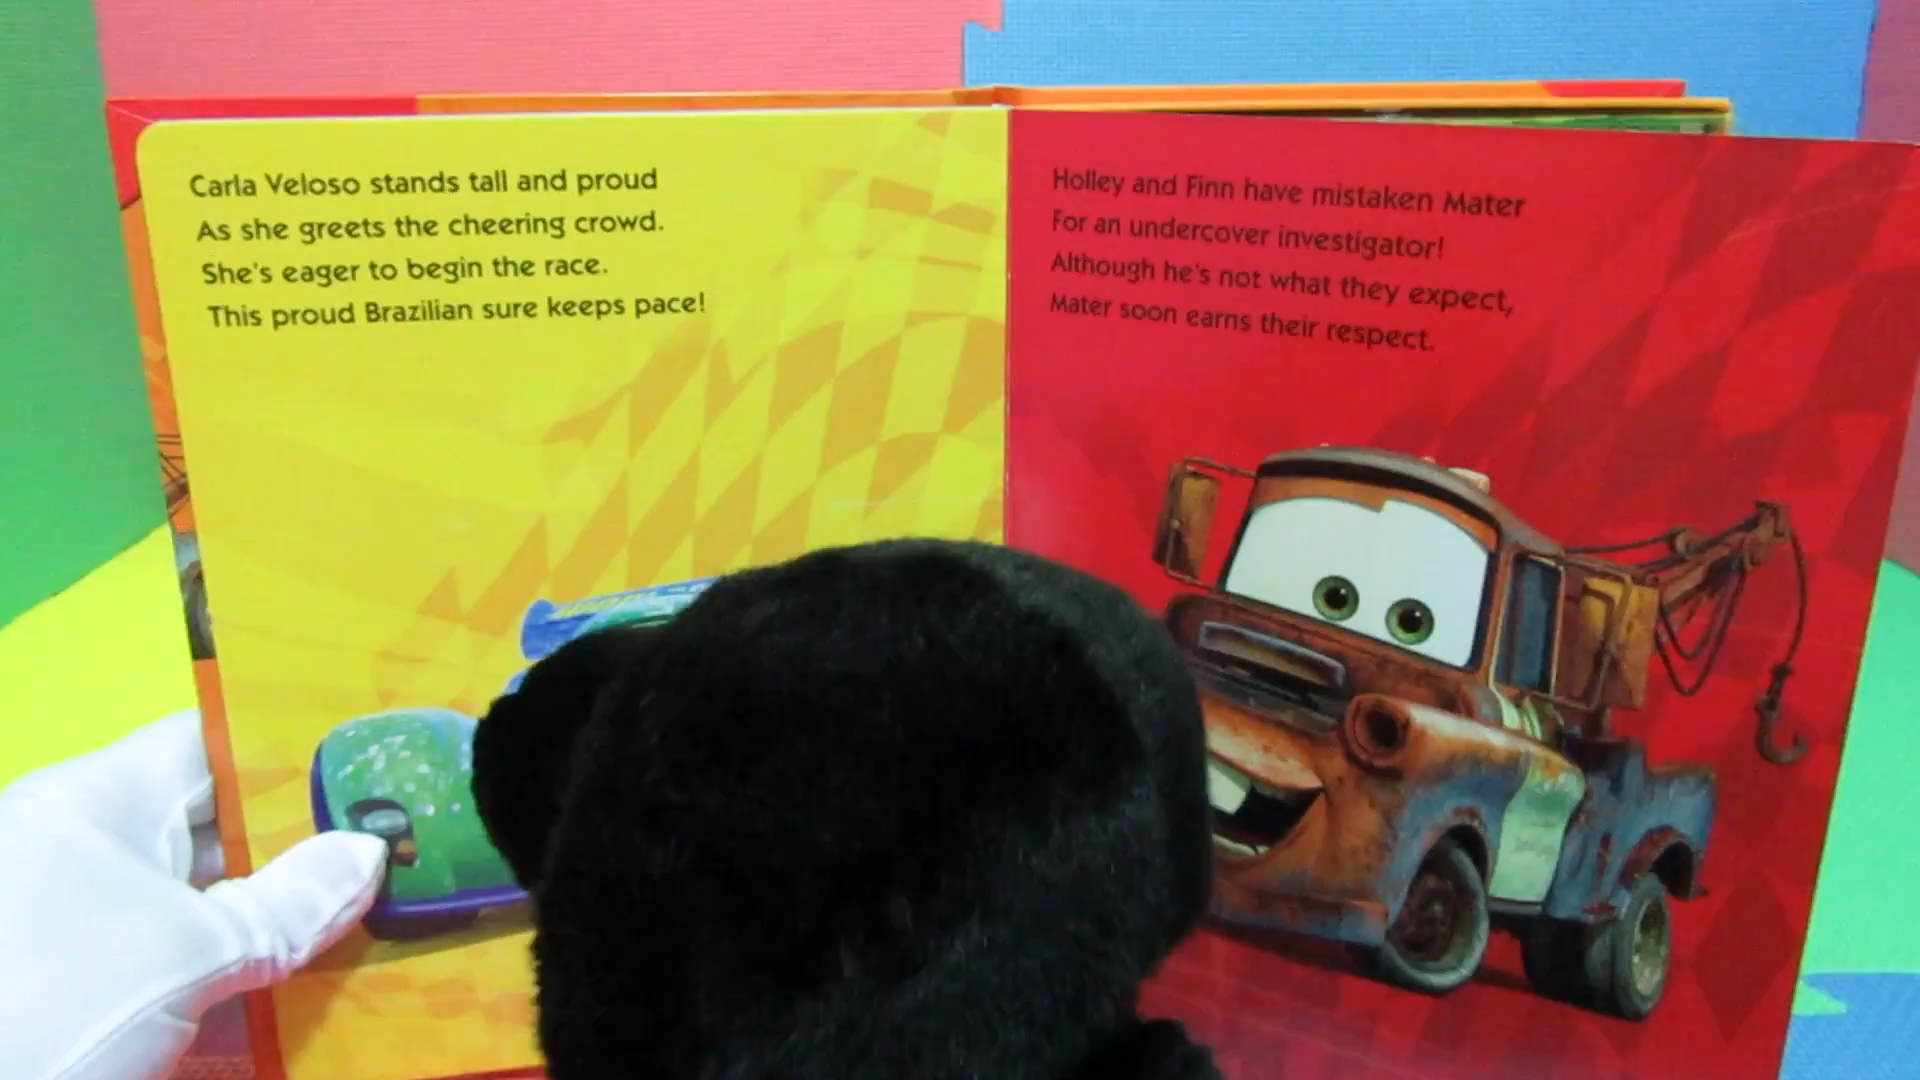 Carla Veloso stands tall and proud
As she greets the cheering crowd.
She's eager to begin the race.
This proud Brazilian sure keeps pace!
Holley and Finn have mistaken Mater
For an undercover investigator!
Although he's not what they expect,
Mater soon earns their respect.